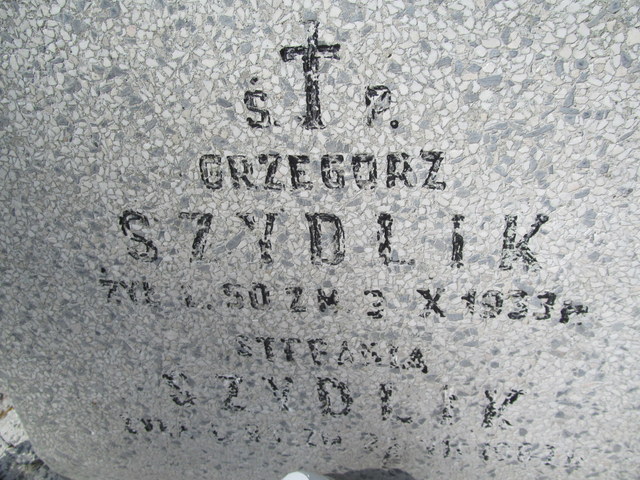 Ś. P.
GRZEGORZ
SZYDLIK
ŻYŁ L. 50 ZM 3 X 1933 R
STEFANIA
SZYDLIK